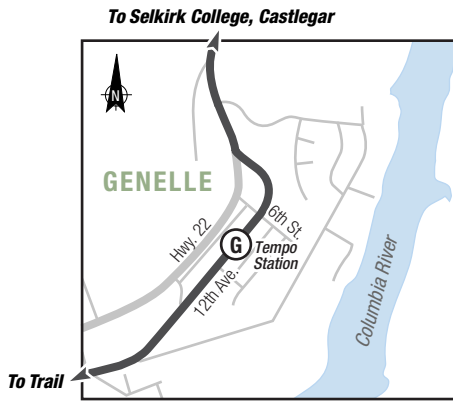 To Selkirk College, Castlegar
N
GENELLE
Hwy. 22
6th St.
G
Tempo
Station
12th Ave.
Columbia River
To Trail